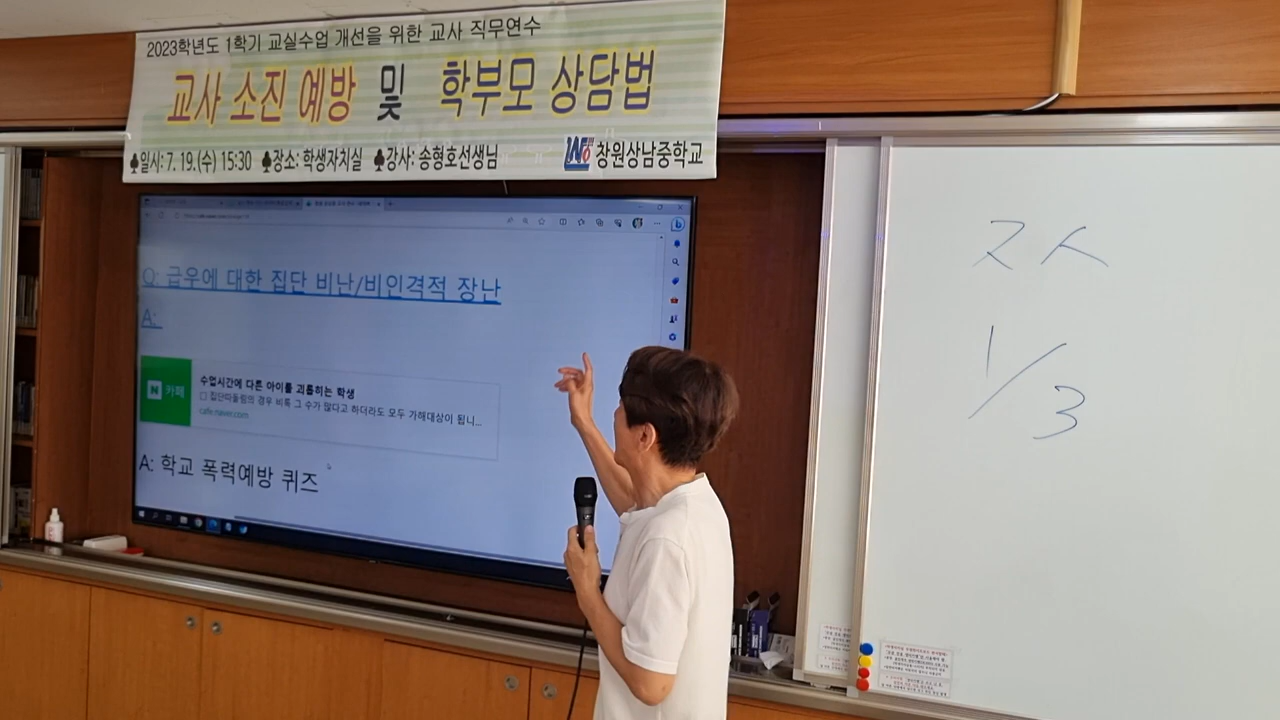 2023학년도 1학기 교실수업 개선을 위한 교사 직무연수
교사 소진 예방 및 학부모 상담법
♣일시: 7. 19.(수) 15:30 ♣장소: 학생자치실 ♣강사: 송형호선생님 창원상남중학교
Q: 급우에 대한 집단 비난/비인격적 장난
A:
N 카페
수업시간에 다른 아이를 괴롭히는 학생
□ 집단따돌림의 경우 비록 그 수가 많다고 하더라도 모두 가해대상이 됩니...
cafe.naver.com
A: 학교 폭력예방 퀴즈
ㄹㅅ
1/3